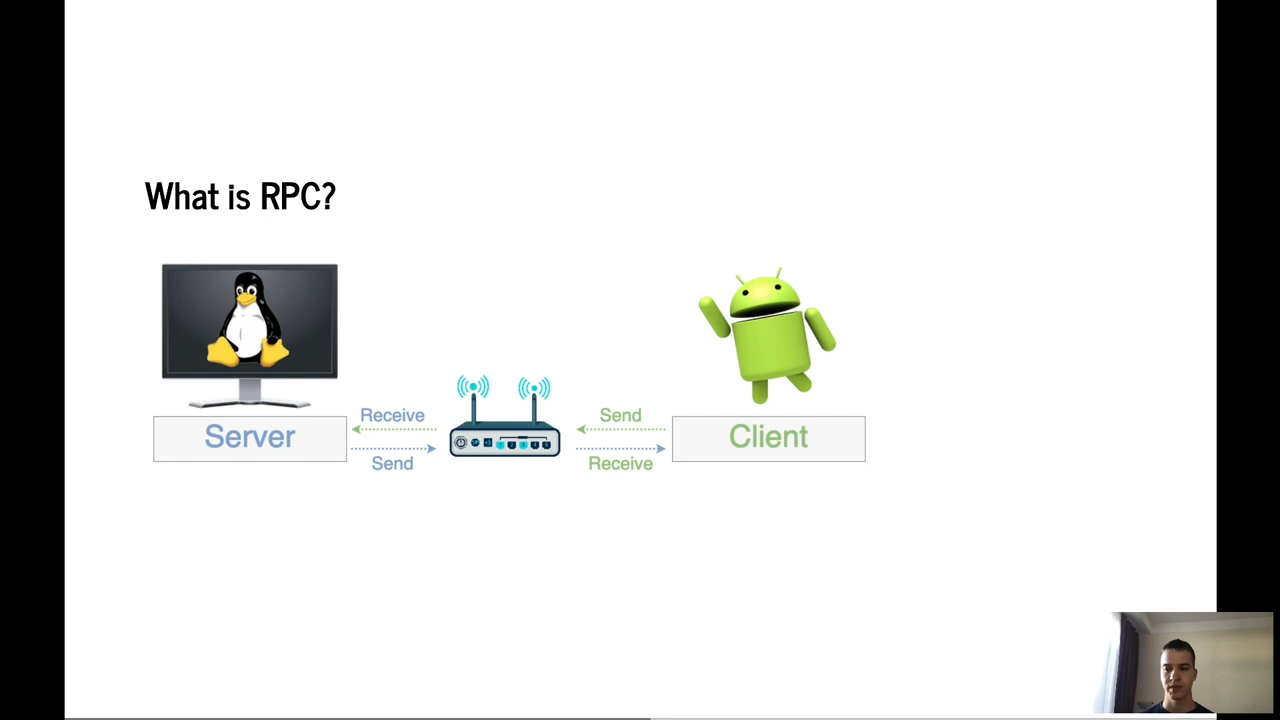 What is RPC?
Receive
Send
Server
Send
Receive
Client